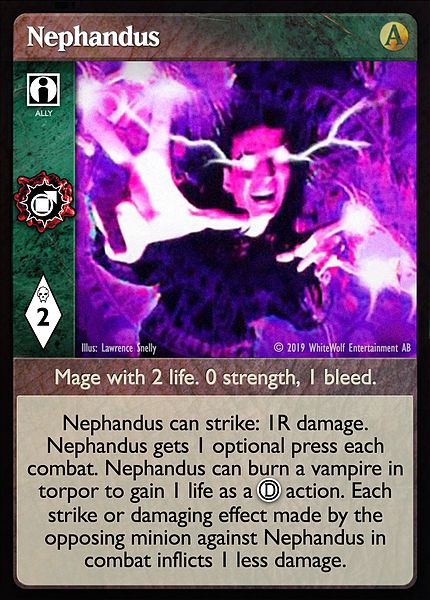 Nephandus
A
ALLY
2
Illus: Lawrence Snelly © 2019 WhiteWolf Entertainment AB
Mage with 2 life. 0 strength, 1 bleed.
Nephandus can strike: 1R damage.
Nephandus gets 1 optional press each
combat. Nephandus can burn a vampire in
torpor to gain 1 life as a Ⓓ action. Each
strike or damaging effect made by the
opposing minion against Nephandus in
combat inflicts 1 less damage.